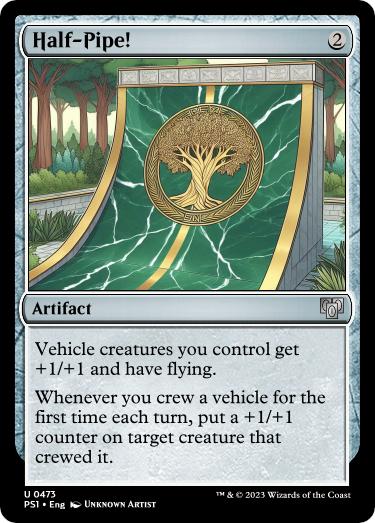 Half-Pipe!
2
Artifact
Vehicle creatures you control get
+1/+1 and have flying.
Whenever you crew a vehicle for the
first time each turn, put a +1/+1
counter on target creature that
crewed it.
U 0473
PS1 • Eng Unknown Artist
™ & © 2023 Wizards of the Coast